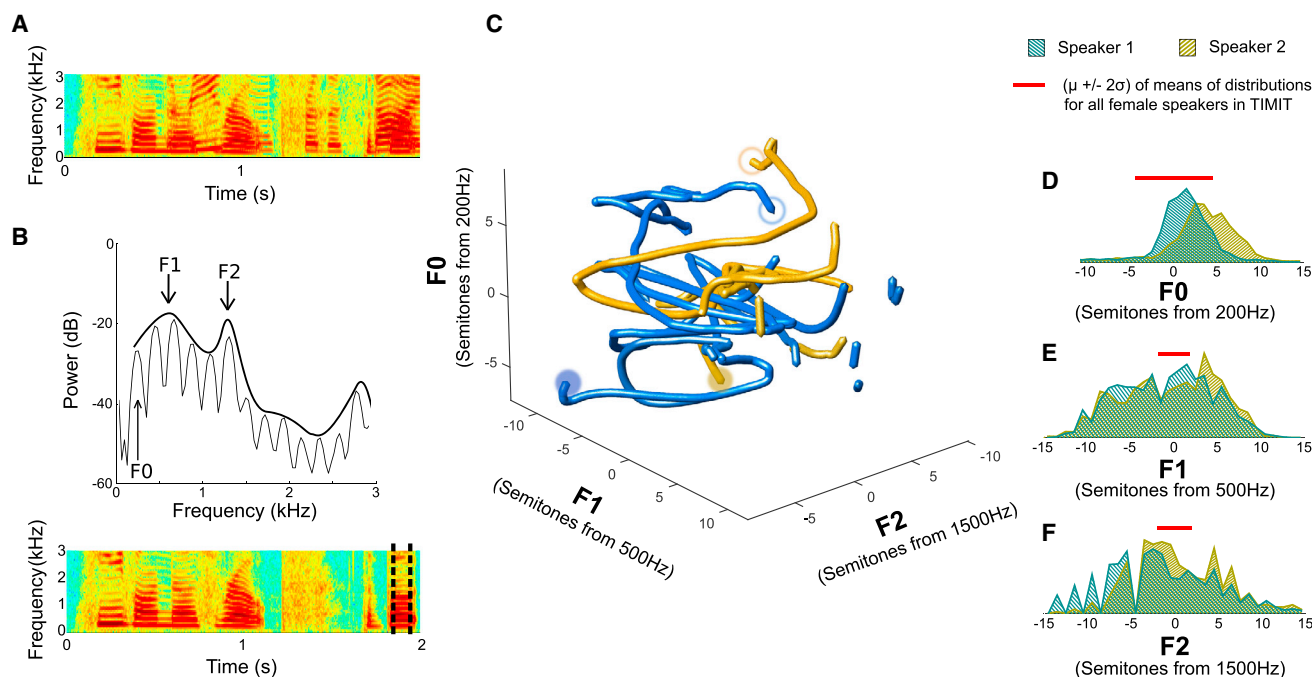 A
Frequency(kHz)
3
2
1
0
0
1
Time (s)
B
Power (dB)
0
-20
-40
-60
F1
F2
F0
0
1
2
3
Frequency (kHz)
Frequency(kHz)
3
2
1
0
0
1
2
Time (s)
C
F0
(Semitones from 200Hz)
5
0
-5
-10
-5
0
5
10
F1
(Semitones from 500Hz)
-5
0
5
-10
F2
(Semitones from 1500Hz)
Speaker 1
Speaker 2
(μ +/- 2σ) of means of distributions
for all female speakers in TIMIT
D
-10 -5 0 5 10 15
F0
(Semitones from 200Hz)
E
-15 -10 -5 0 5 10 15
F1
(Semitones from 500Hz)
F
-15 -10 -5 0 5 10 15
F2
(Semitones from 1500Hz)